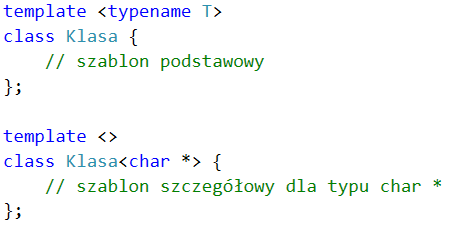 template <typename T>
class Klasa {
    // szablon podstawowy
};

template <>
class Klasa<char *> {
    // szablon szczegółowy dla typu char *
};